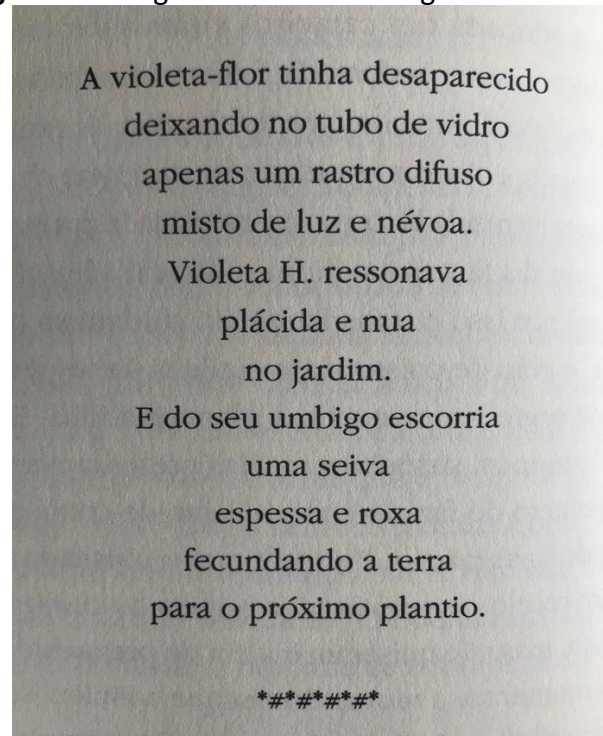 A violeta-flor tinha desaparecido
deixando no tubo de vidro
apenas um rastro difuso
misto de luz e névoa.
Violeta H. ressonava
plácida e nua
no jardim.
E do seu umbigo escorria
uma seiva
espessa e roxa
fecundando a terra
para o próximo plantio.
*#*#*#*#*